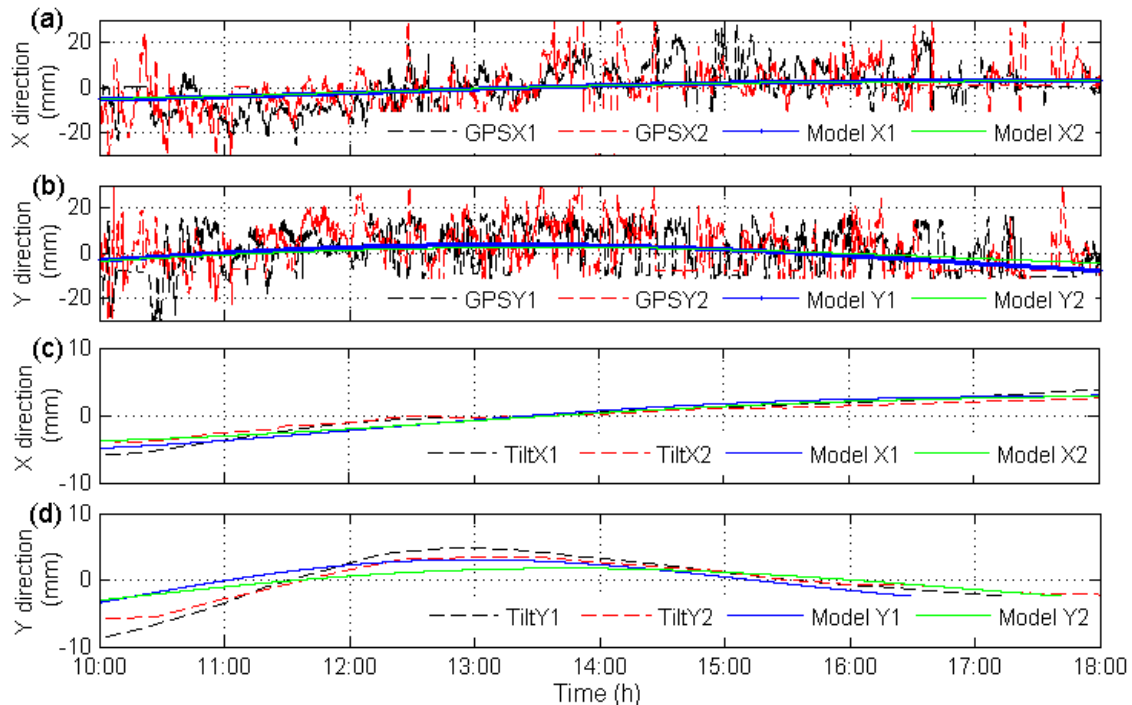 (a)
X direction
(mm)
20
0
-20
GPSX1 GPSX2 Model X1 Model X2
(b)
Y direction
(mm)
20
0
-20
GPSY1 GPSY2 Model Y1 Model Y2
(c)
X direction
(mm)
10
0
-10
TiltX1 TiltX2 Model X1 Model X2
(d)
Y direction
(mm)
10
0
-10
TiltY1 TiltY2 Model Y1 Model Y2
10:00 11:00 12:00 13:00 14:00 15:00 16:00 17:00 18:00
Time (h)